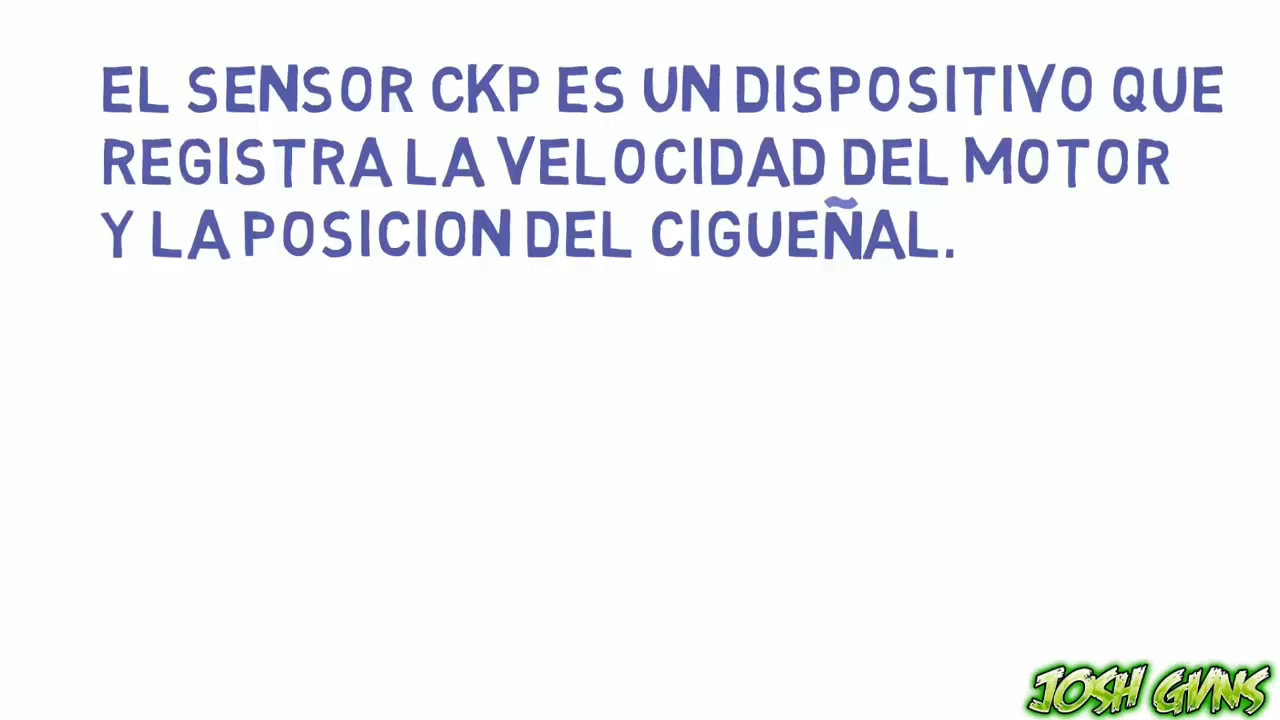 EL SENSOR CKP ES UN DISPOSITIVO QUE
REGISTRA LA VELOCIDAD DEL MOTOR
Y LA POSICION DEL CIGUEÑAL.
JOSH GVNS